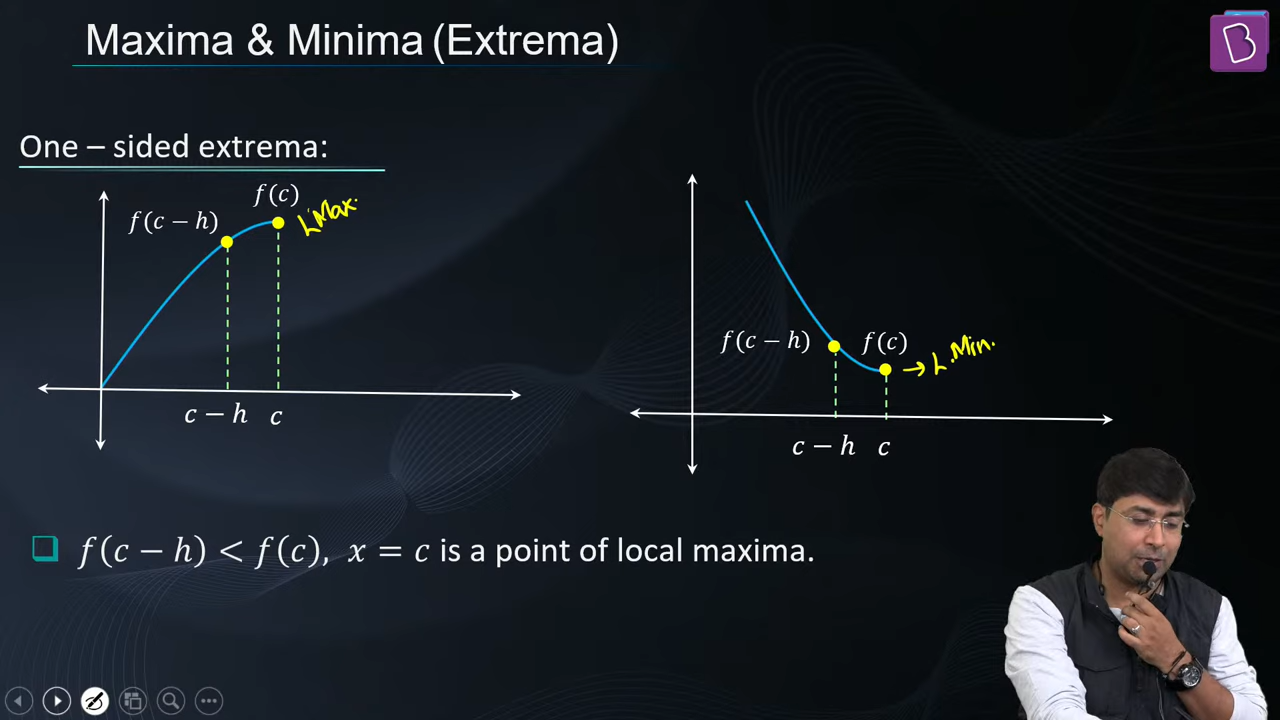 Maxima & Minima (Extrema)
B
One – sided extrema:
f(c)
L.Max.
f(c − h)
c − h
c
f(c − h)
f(c)
→ L.Min.
c − h
c
f(c − h) < f(c), x = c is a point of local maxima.